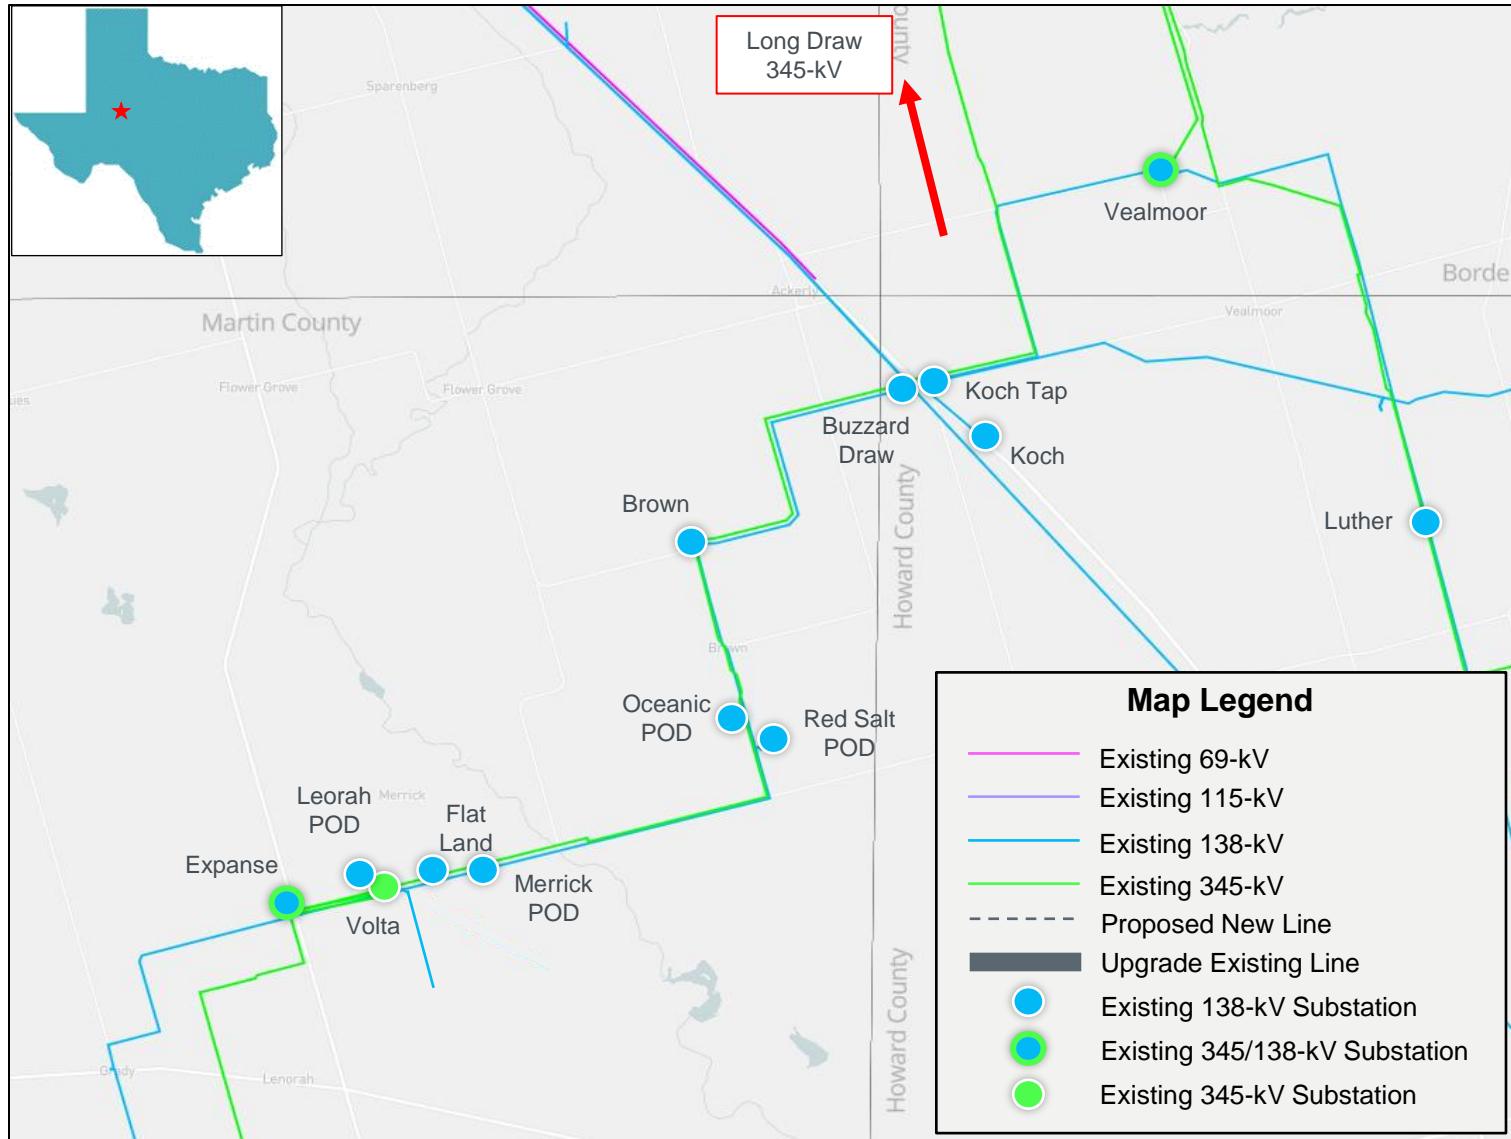 Long Draw
345-kV
ounty
Sparenberg
Vealmoor
Borde
Ackerly
Vealmoor
Martin County
Flower Grove
Flower Grove
ues
Koch Tap
Buzzard
Draw
Koch
Howard County
Brown
Luther
Brown
Oceanic
POD
Red Salt
POD
Leorah
POD
Merrick
Flat
Land
Expanse
Merrick
POD
Volta
Howard County
Grady
Lenorah
Map Legend
Existing 69-kV
Existing 115-kV
Existing 138-kV
Existing 345-kV
Proposed New Line
Upgrade Existing Line
Existing 138-kV Substation
Existing 345/138-kV Substation
Existing 345-kV Substation